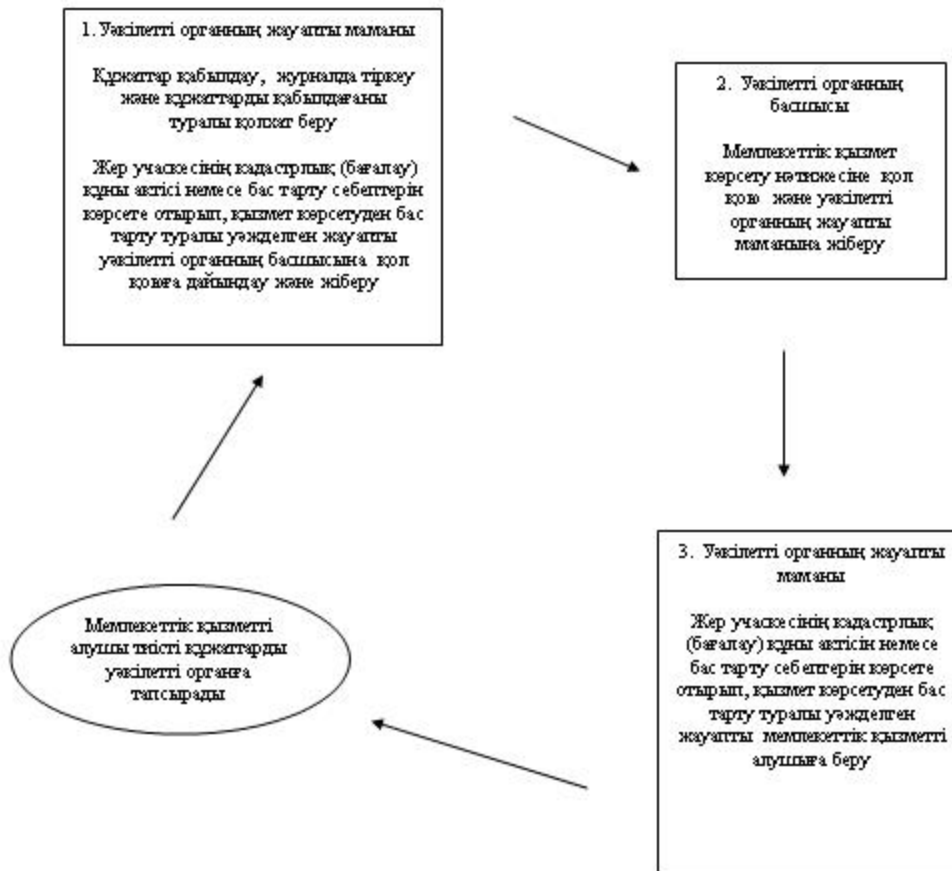 1. Уәкілетті органның жауапты маманы
Құжаттар қабылдау, журналда тіркеу
және құжаттарды қабылдағаны
туралы қолхат беру
Жер учаскесінің кадастрлық (бағалау)
құны актісі немесе бас тарту себептерін
көрсете отырып, қызмет көрсетуден бас
тарту туралы уәжделген жауапты
уәкілетті органның басшысына қол
қоюға дайындау және жіберу
2. Уәкілетті органның
басшысы
Мемлекеттік қызмет
көрсету нәтижесіне қол
қою және уәкілетті
органның жауапты
маманына жіберу
3. Уәкілетті органның жауапты
маманы
Жер учаскесінің кадастрлық
(бағалау) құны актісін немесе
бас тарту себептерін көрсете
отырып, қызмет көрсетуден бас
тарту туралы уәжделген
жауапты мемлекеттік қызметті
алушыға беру
Мемлекеттік қызметті
алушы тиісті құжаттарды
уәкілетті органға
тапсырады